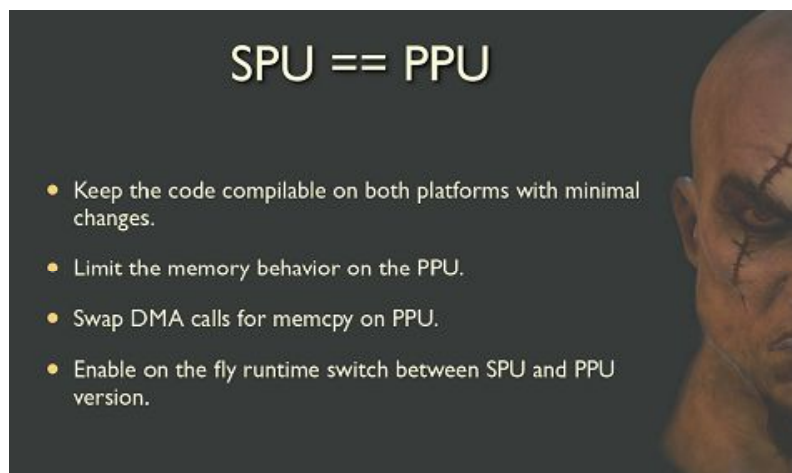 SPU == PPU
Keep the code compilable on both platforms with minimal
changes.
Limit the memory behavior on the PPU.
Swap DMA calls for memcpy on PPU.
Enable on the fly runtime switch between SPU and PPU
version.